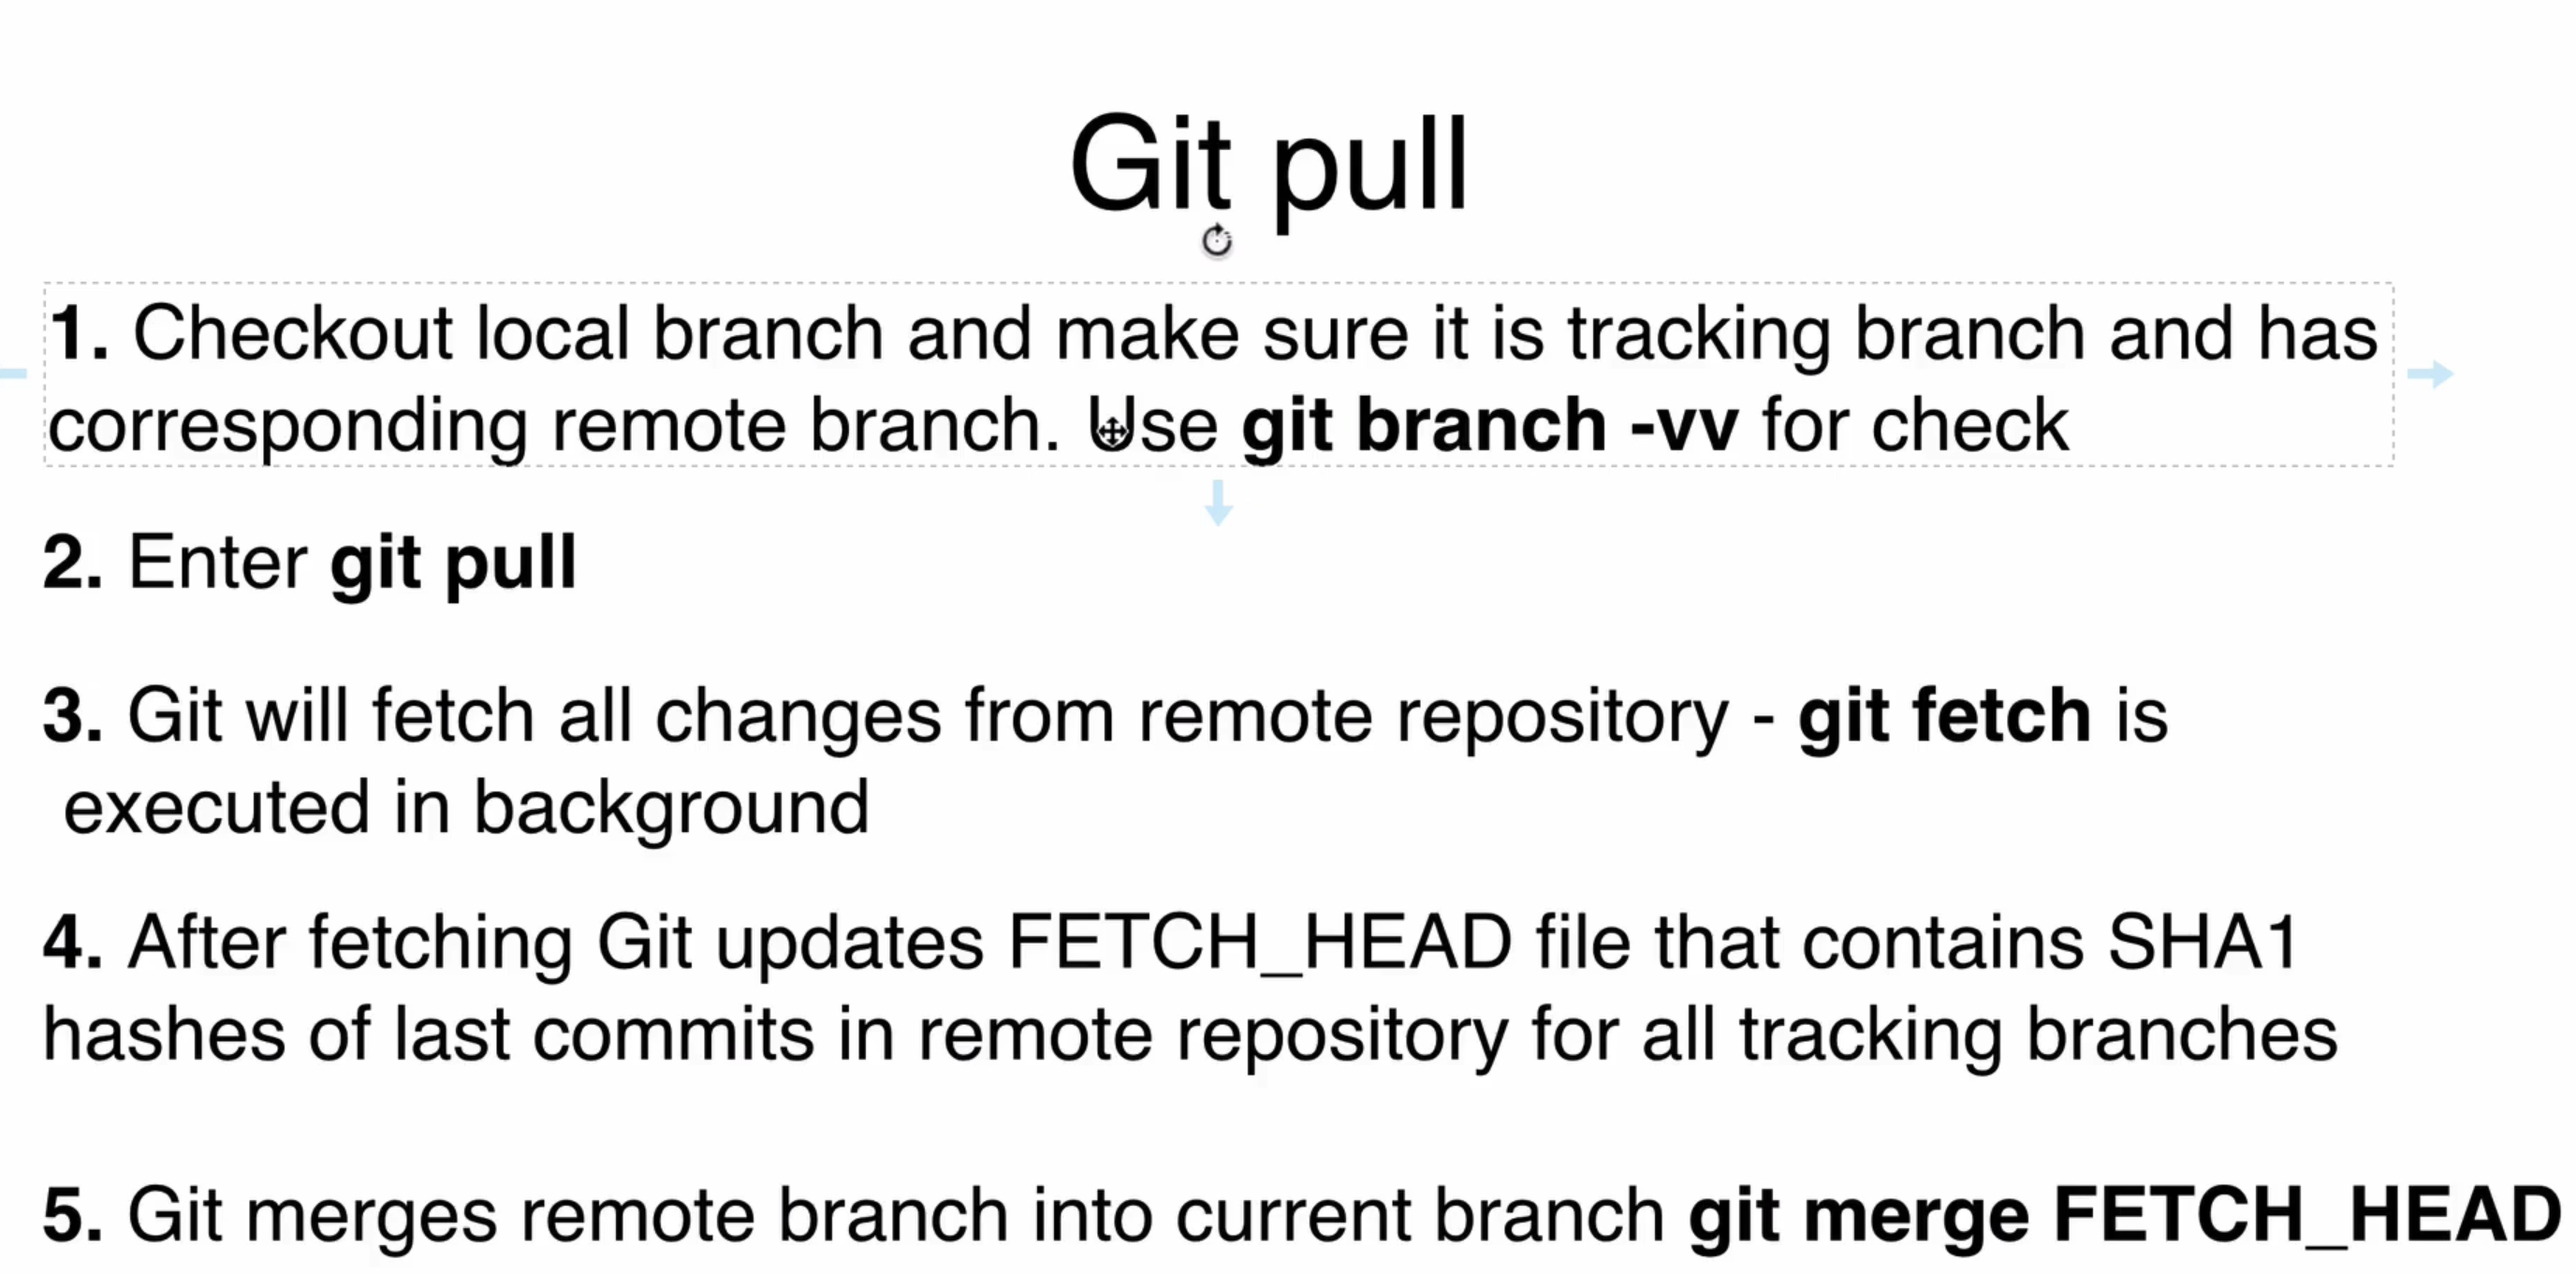 Git pull
1. Checkout local branch and make sure it is tracking branch and has
corresponding remote branch. Use git branch -vv for check
2. Enter git pull
3. Git will fetch all changes from remote repository - git fetch is
executed in background
4. After fetching Git updates FETCH_HEAD file that contains SHA1
hashes of last commits in remote repository for all tracking branches
5. Git merges remote branch into current branch git merge FETCH_HEAD